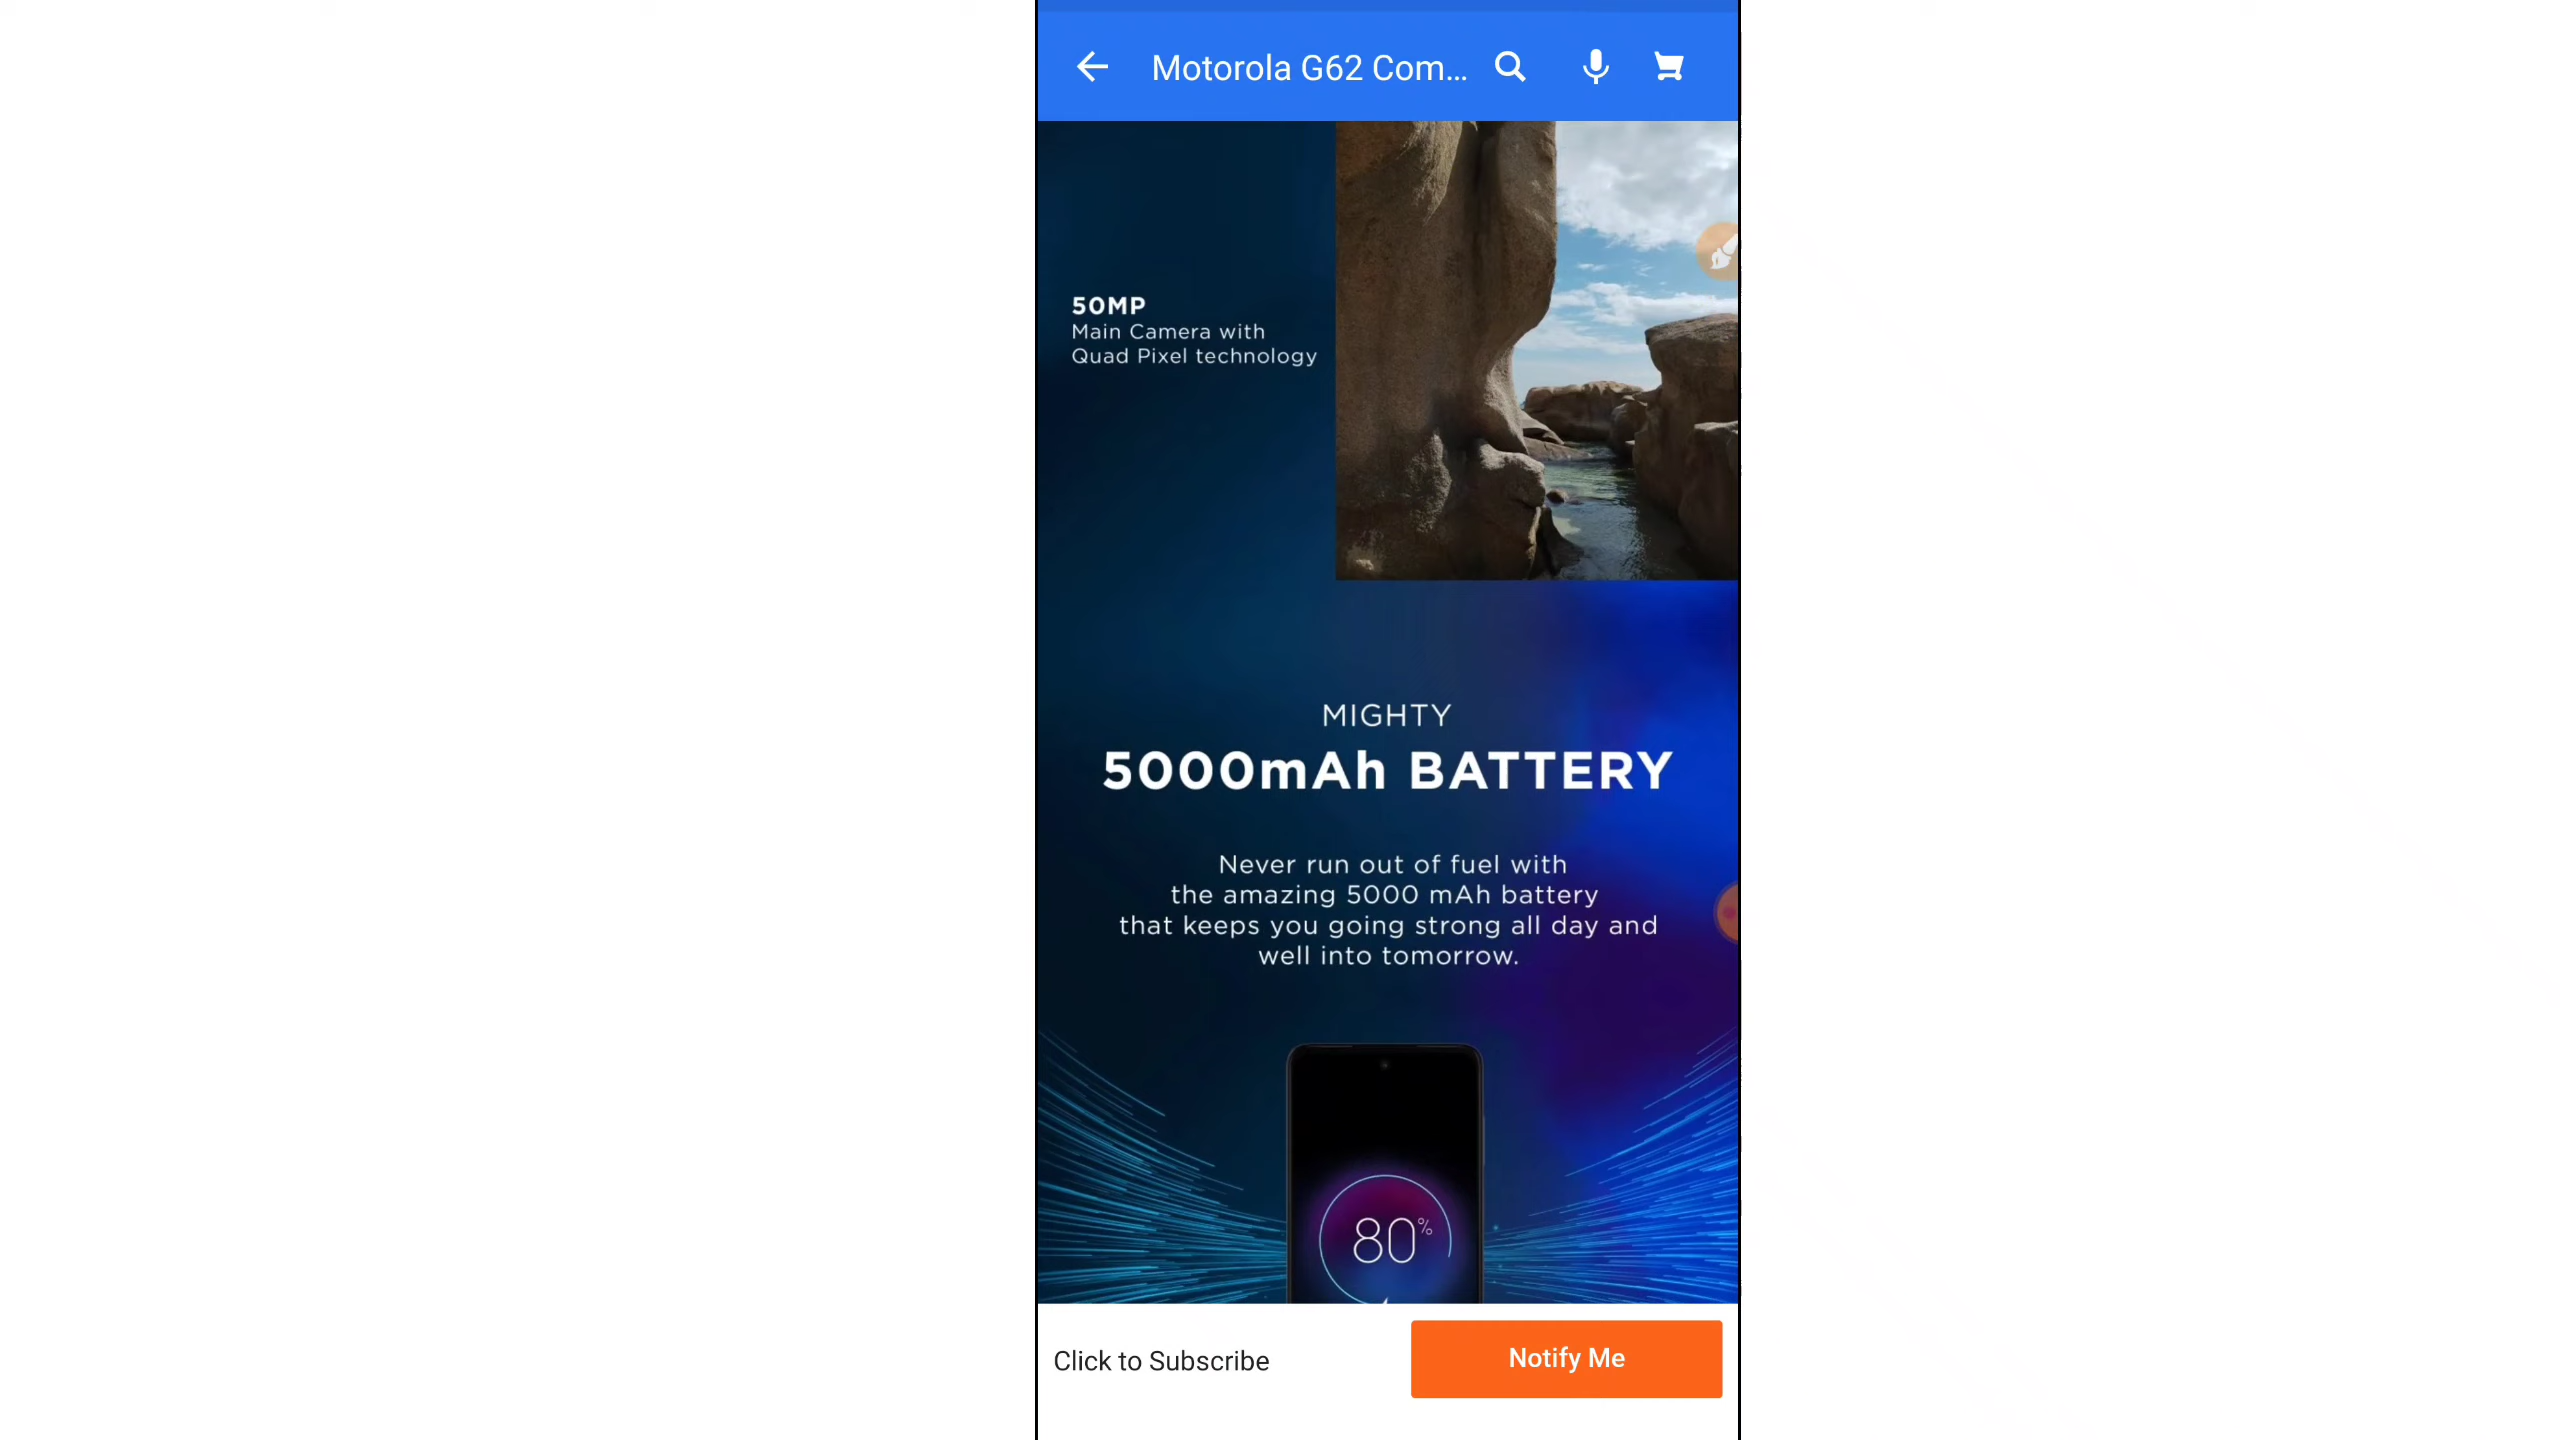 Motorola G62 Com...
50MP
Main Camera with
Quad Pixel technology
MIGHTY
5000mAh BATTERY
Never run out of fuel with
the amazing 5000 mAh battery
that keeps you going strong all day and
well into tomorrow.
80%
Click to Subscribe
Notify Me